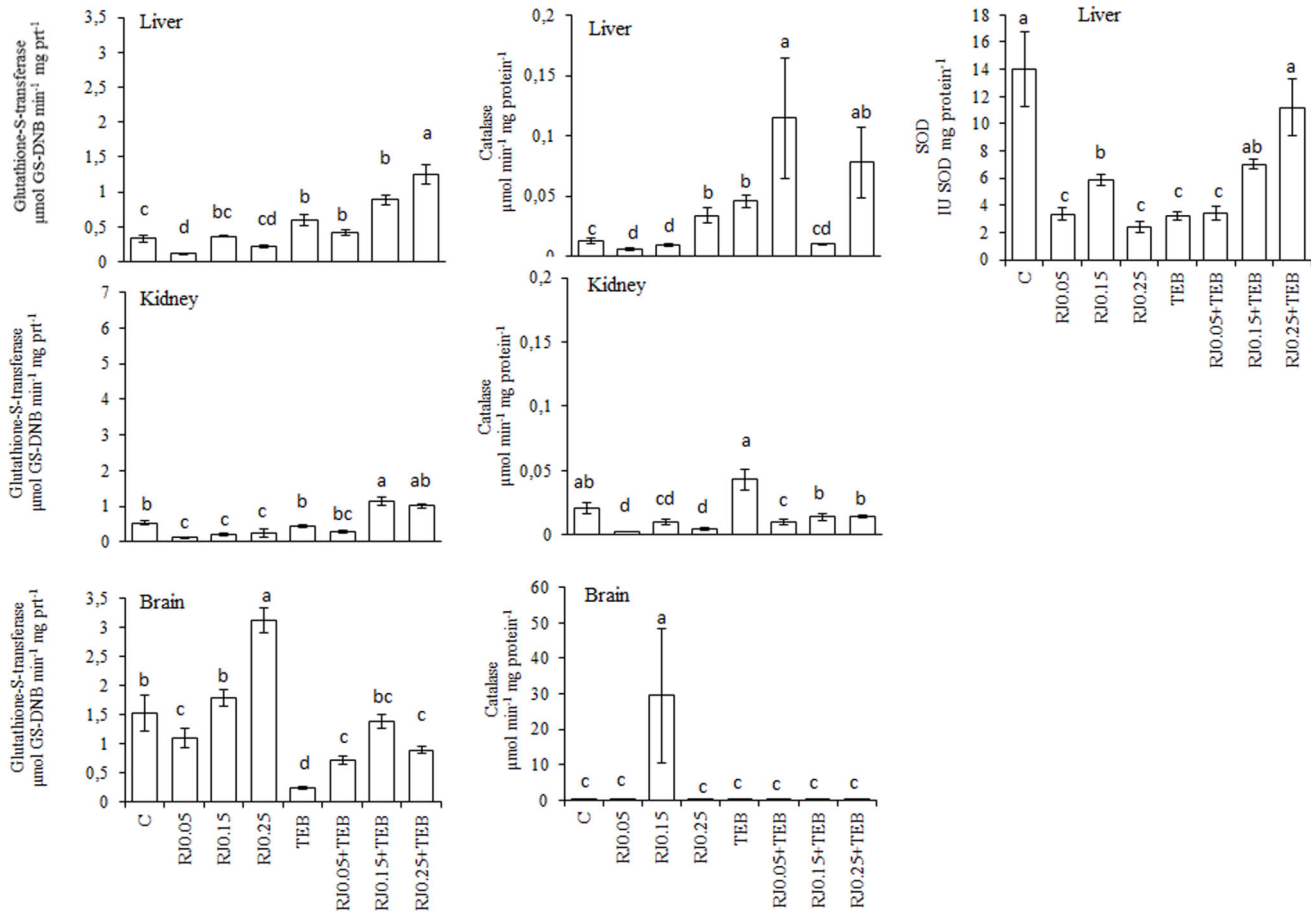 Liver
Glutathione-S-transferase
µmol GS-DNB min-1 mg prt-1
3,5
3
2,5
2
1,5
1
0,5
0
c
d
bc
cd
b
b
b
a
Liver
Catalase
µmol min-1 mg protein-1
0,2
0,15
0,1
0,05
0
c
d
d
b
b
a
cd
ab
Liver
SOD
IU SOD mg protein-1
18
16
14
12
10
8
6
4
2
0
a
c
b
c
c
c
b
a
C
RJ0.05
RJ0.15
RJ0.25
TEB
RJ0.05+TEB
RJ0.15+TEB
RJ0.25+TEB
Kidney
Glutathione-S-transferase
µmol GS-DNB min-1 mg prt-1
7
6
5
4
3
2
1
0
b
c
c
c
b
bc
a
ab
Kidney
Catalase
µmol min-1 mg protein-1
0,2
0,15
0,1
0,05
0
ab
d
cd
d
a
c
b
b
Brain
Glutathione-S-transferase
µmol GS-DNB min-1 mg prt-1
3,5
3
2,5
2
1,5
1
0,5
0
b
c
b
a
d
c
bc
c
C
RJ0.05
RJ0.15
RJ0.25
TEB
RJ0.05+TEB
RJ0.15+TEB
RJ0.25+TEB
Brain
Catalase
µmol min-1 mg protein-1
60
50
40
30
20
10
0
c
c
a
c
c
c
c
c
C
RJ0.05
RJ0.15
RJ0.25
TEB
RJ0.05+TEB
RJ0.15+TEB
RJ0.25+TEB